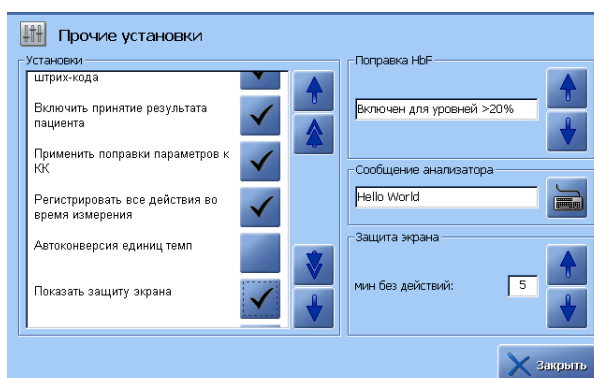 Прочие установки
Установки
штрих-кода
Включить принятие результата
пациента
Применить поправки параметров к
КК
Регистрировать все действия во
время измерения
Автоконверсия единиц темп
Показать защиту экрана
Поправка HbF
Включен для уровней >20%
Сообщение анализатора
Hello World
Защита экрана
мин без действий:
5
Закрыть